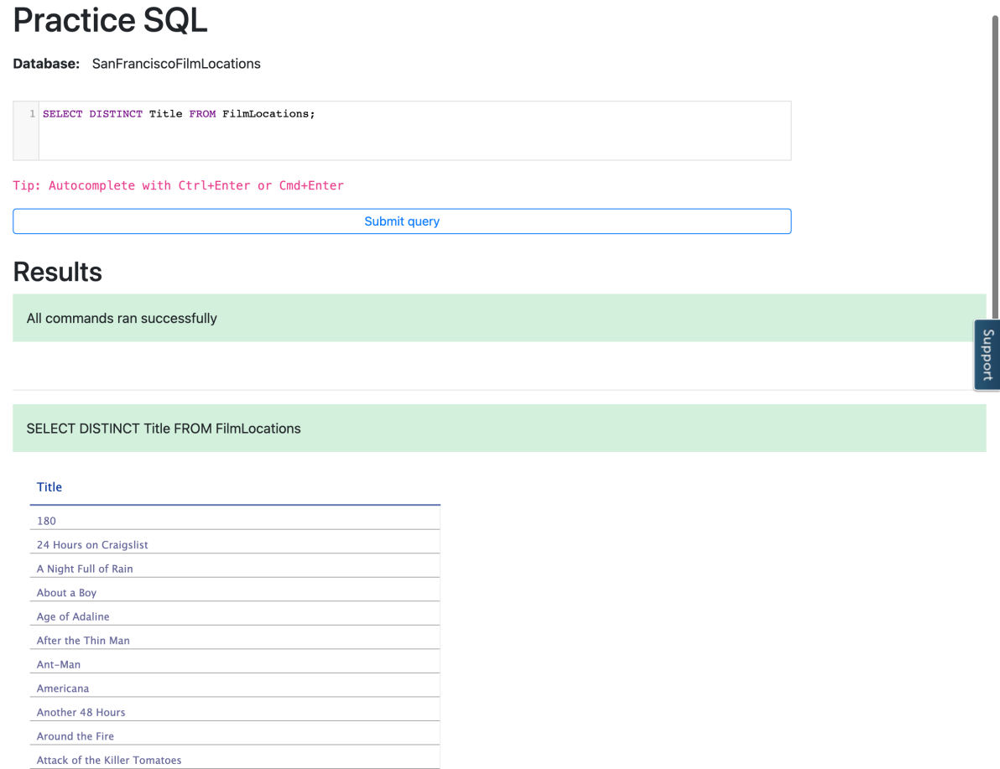 Practice SQL
Database: SanFranciscoFilmLocations
1 SELECT DISTINCT Title FROM FilmLocations;
Tip: Autocomplete with Ctrl+Enter or Cmd+Enter
Submit query
Results
All commands ran successfully
Support
SELECT DISTINCT Title FROM FilmLocations
Title
180
24 Hours on Craigslist
A Night Full of Rain
About a Boy
Age of Adaline
After the Thin Man
Ant-Man
Americana
Another 48 Hours
Around the Fire
Attack of the Killer Tomatoes